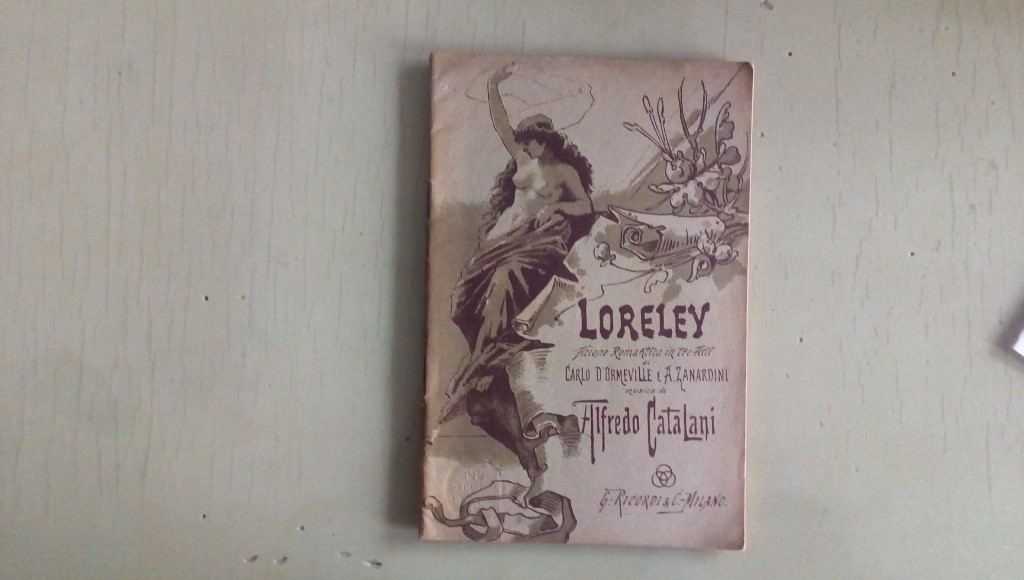 LORELEY
Azione Romantica in tre Atti
di
CARLO D'ORMEVILLE E A. ZANARDINI
musica di
Alfredo Catalani
G. RICORDI & C.-MILANO.